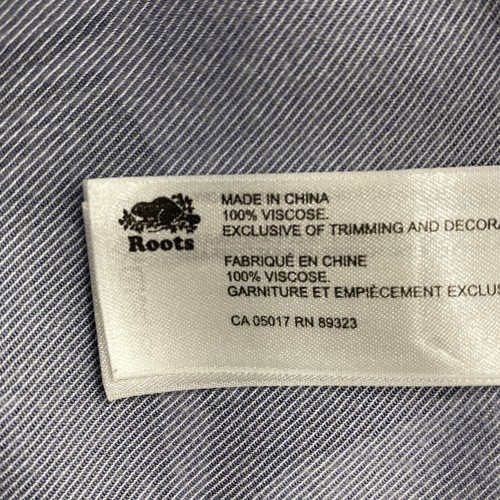 Roots
MADE IN CHINA
100% VISCOSE.
EXCLUSIVE OF TRIMMING AND
FABRIQUÉ EN CHINE
100% VISCOSE.
GARNITURE ET EMPIÈCEMENT
CA 05017 RN 89323